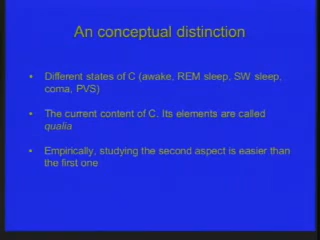 An conceptual distinction
• Different states of C (awake, REM sleep, SW sleep,
coma, PVS)
• The current content of C. Its elements are called
qualia
• Empirically, studying the second aspect is easier than
the first one